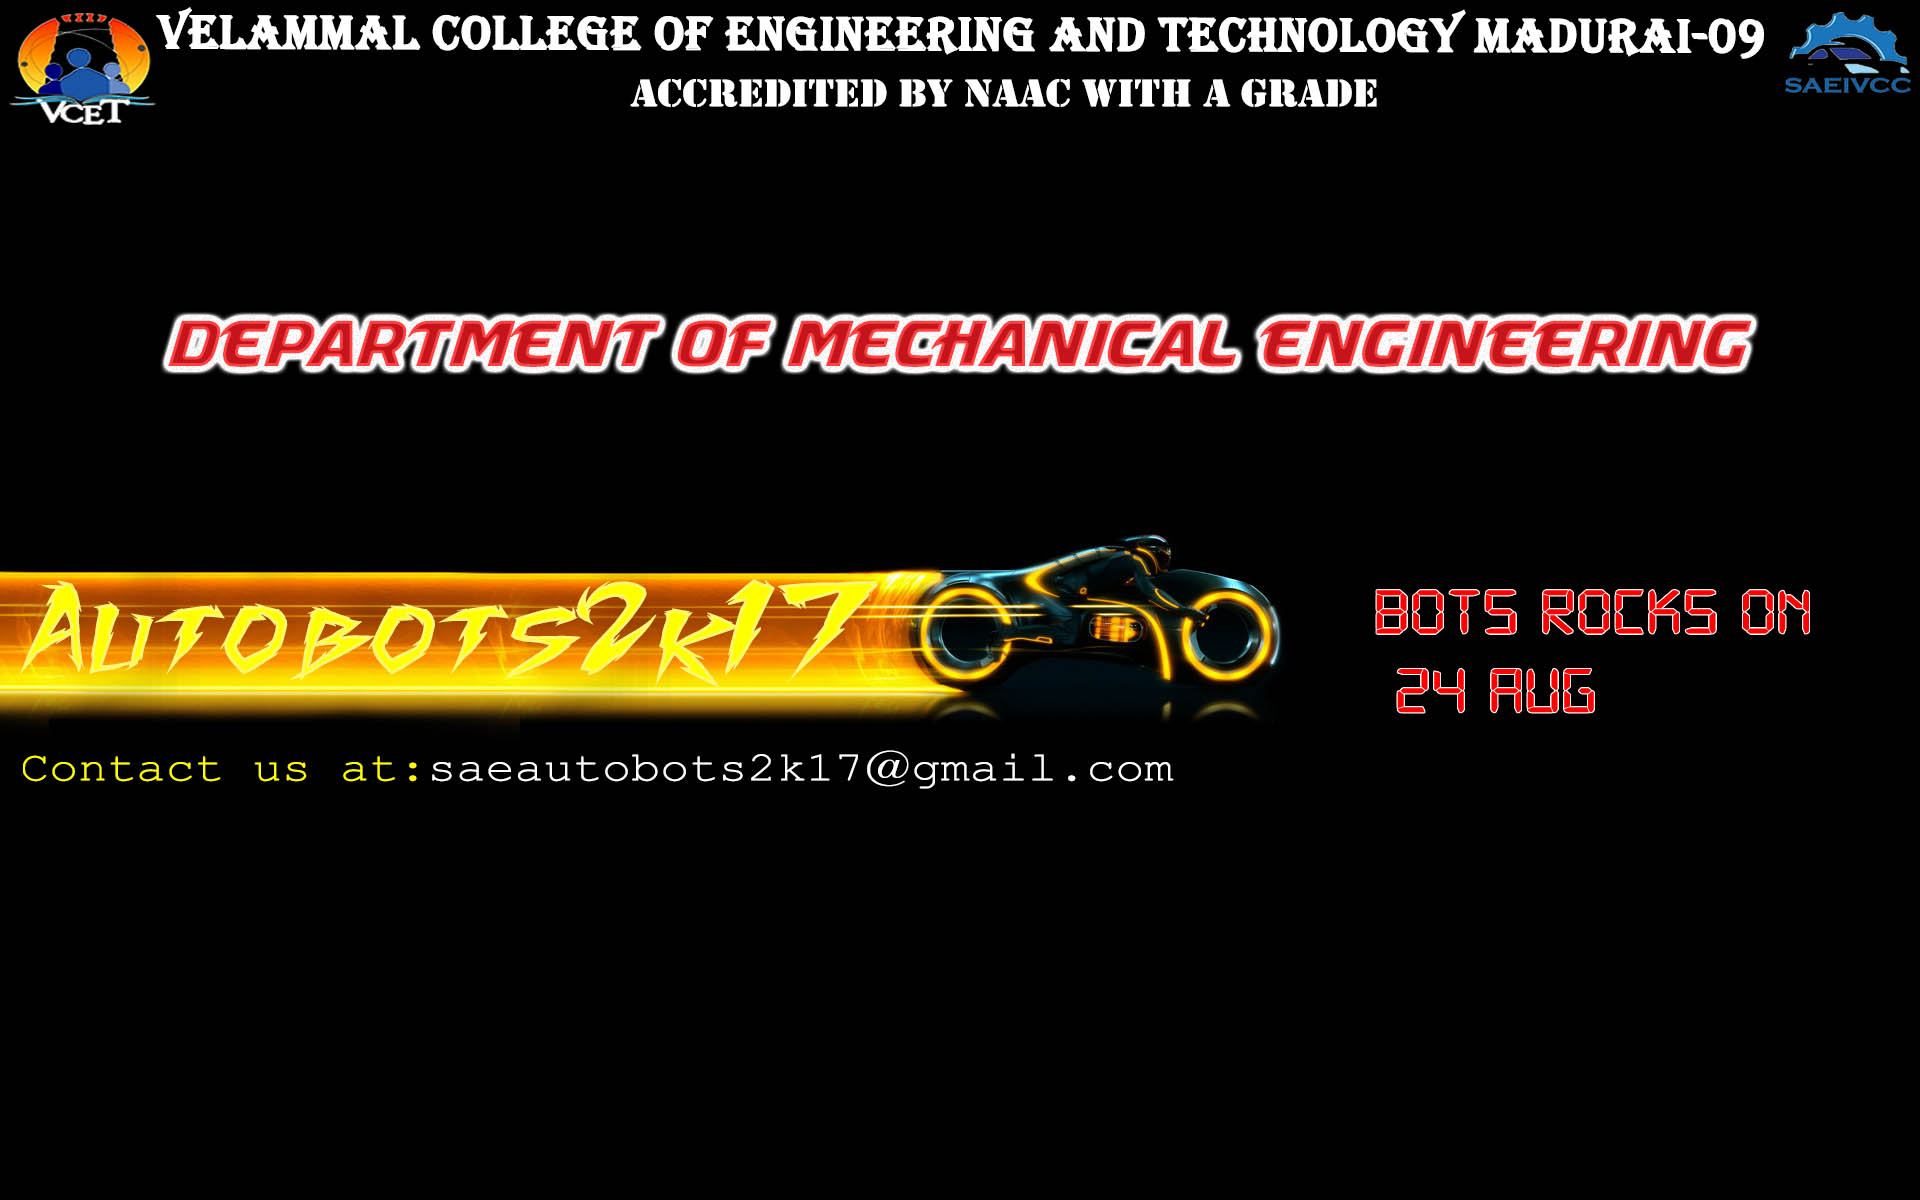 VELAMMAL COLLEGE OF ENGINEERING AND TECHNOLOGY MADURAI-09
ACCREDITED BY NAAC WITH A GRADE
VCET
SAEIVCC
DEPARTMENT OF MECHANICAL ENGINEERING
AUTOBOTS2K17
BOTS ROCKS ON
24 AUG
Contact us at:saeautobots2k17@gmail.com